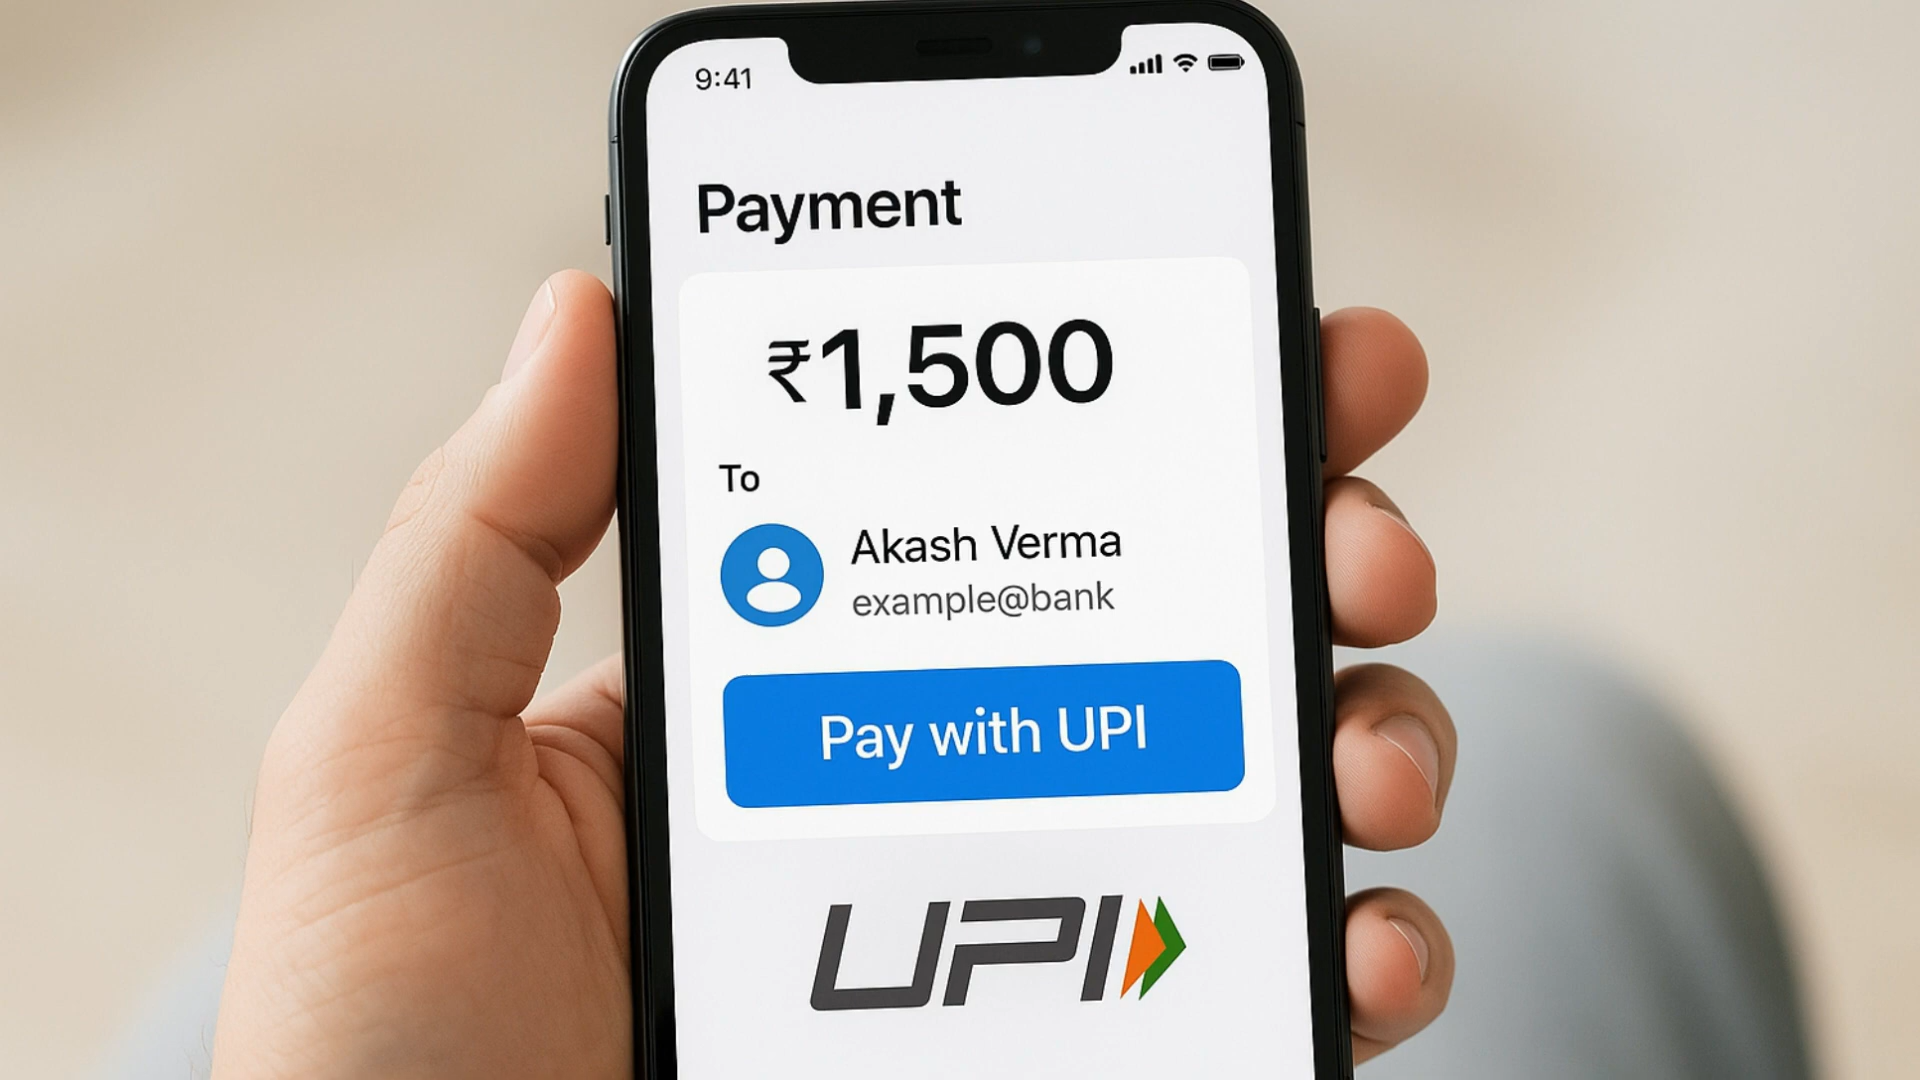 9:41
Payment
₹1,500
To
Akash Verma
example@bank
Pay with UPI
UPI